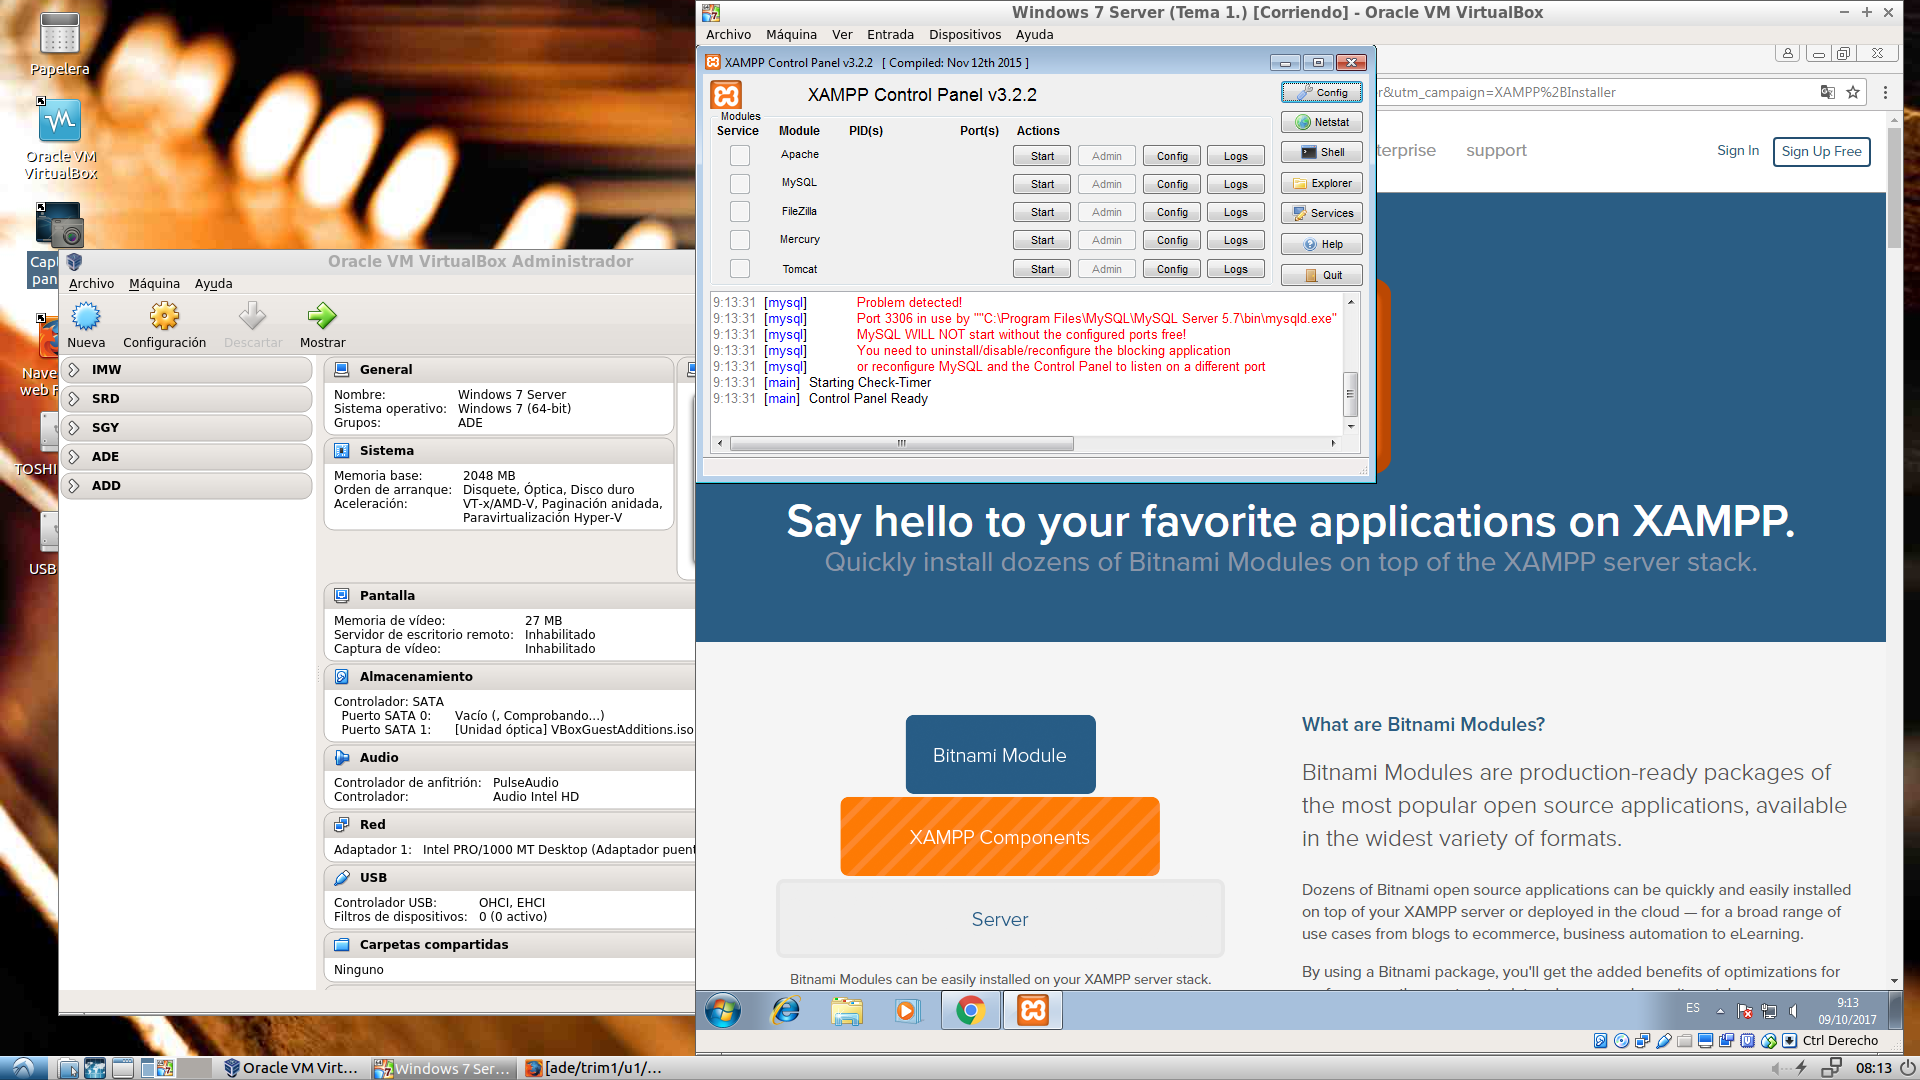 Papelera
Oracle VM
VirtualBox
Nave
web F
TOSHI
USB
Oracle VM VirtualBox Administrador
Archivo Máquina Ayuda
Nueva Configuración Descartar Mostrar
IMW
SRD
SGY
ADE
ADD
General
Nombre: Windows 7 Server
Sistema operativo: Windows 7 (64-bit)
Grupos: ADE
Sistema
Memoria base: 2048 MB
Orden de arranque: Disquete, Óptica, Disco duro
Aceleración: VT-x/AMD-V, Paginación anidada,
Paravirtualización Hyper-V
Pantalla
Memoria de vídeo: 27 MB
Servidor de escritorio remoto: Inhabilitado
Captura de vídeo: Inhabilitado
Almacenamiento
Controlador: SATA
Puerto SATA 0: Vacío (, Comprobando...)
Puerto SATA 1: [Unidad óptica] VBoxGuestAdditions.iso
Audio
Controlador de anfitrión: PulseAudio
Controlador: Audio Intel HD
Red
Adaptador 1: Intel PRO/1000 MT Desktop (Adaptador puent
USB
Controlador USB: OHCI, EHCI
Filtros de dispositivos: 0 (0 activo)
Carpetas compartidas
Ninguno
Windows 7 Server (Tema 1.) [Corriendo] - Oracle VM VirtualBox
Archivo Máquina Ver Entrada Dispositivos Ayuda
XAMPP Control Panel v3.2.2 [ Compiled: Nov 12th 2015 ]
XAMPP Control Panel v3.2.2
Modules
Service Module PID(s) Port(s) Actions
Apache Start Admin Config Logs
MySQL Start Admin Config Logs
FileZilla Start Admin Config Logs
Mercury Start Admin Config Logs
Tomcat Start Admin Config Logs
Config
Netstat
Shell
Explorer
Services
Help
Quit
9:13:31 [mysql] Problem detected!
9:13:31 [mysql] Port 3306 in use by ""C:\Program Files\MySQL\MySQL Server 5.7\bin\mysqld.exe"
9:13:31 [mysql] MySQL WILL NOT start without the configured ports free!
9:13:31 [mysql] You need to uninstall/disable/reconfigure the blocking application
9:13:31 [mysql] or reconfigure MySQL and the Control Panel to listen on a different port
9:13:31 [main] Starting Check-Timer
9:13:31 [main] Control Panel Ready
r&utm_campaign=XAMPP%2BInstaller
terprise support Sign In Sign Up Free
Say hello to your favorite applications on XAMPP.
Quickly install dozens of Bitnami Modules on top of the XAMPP server stack.
Bitnami Module
XAMPP Components
Server
Bitnami Modules can be easily installed on your XAMPP server stack.
What are Bitnami Modules?
Bitnami Modules are production-ready packages of
the most popular open source applications, available
in the widest variety of formats.
Dozens of Bitnami open source applications can be quickly and easily installed
on top of your XAMPP server or deployed in the cloud — for a broad range of
use cases from blogs to ecommerce, business automation to eLearning.
By using a Bitnami package, you'll get the added benefits of optimizations for
ES 9:13
09/10/2017
Ctrl Derecho
Oracle VM Virt... Windows 7 Ser... [ade/trim1/u1/... 08:13